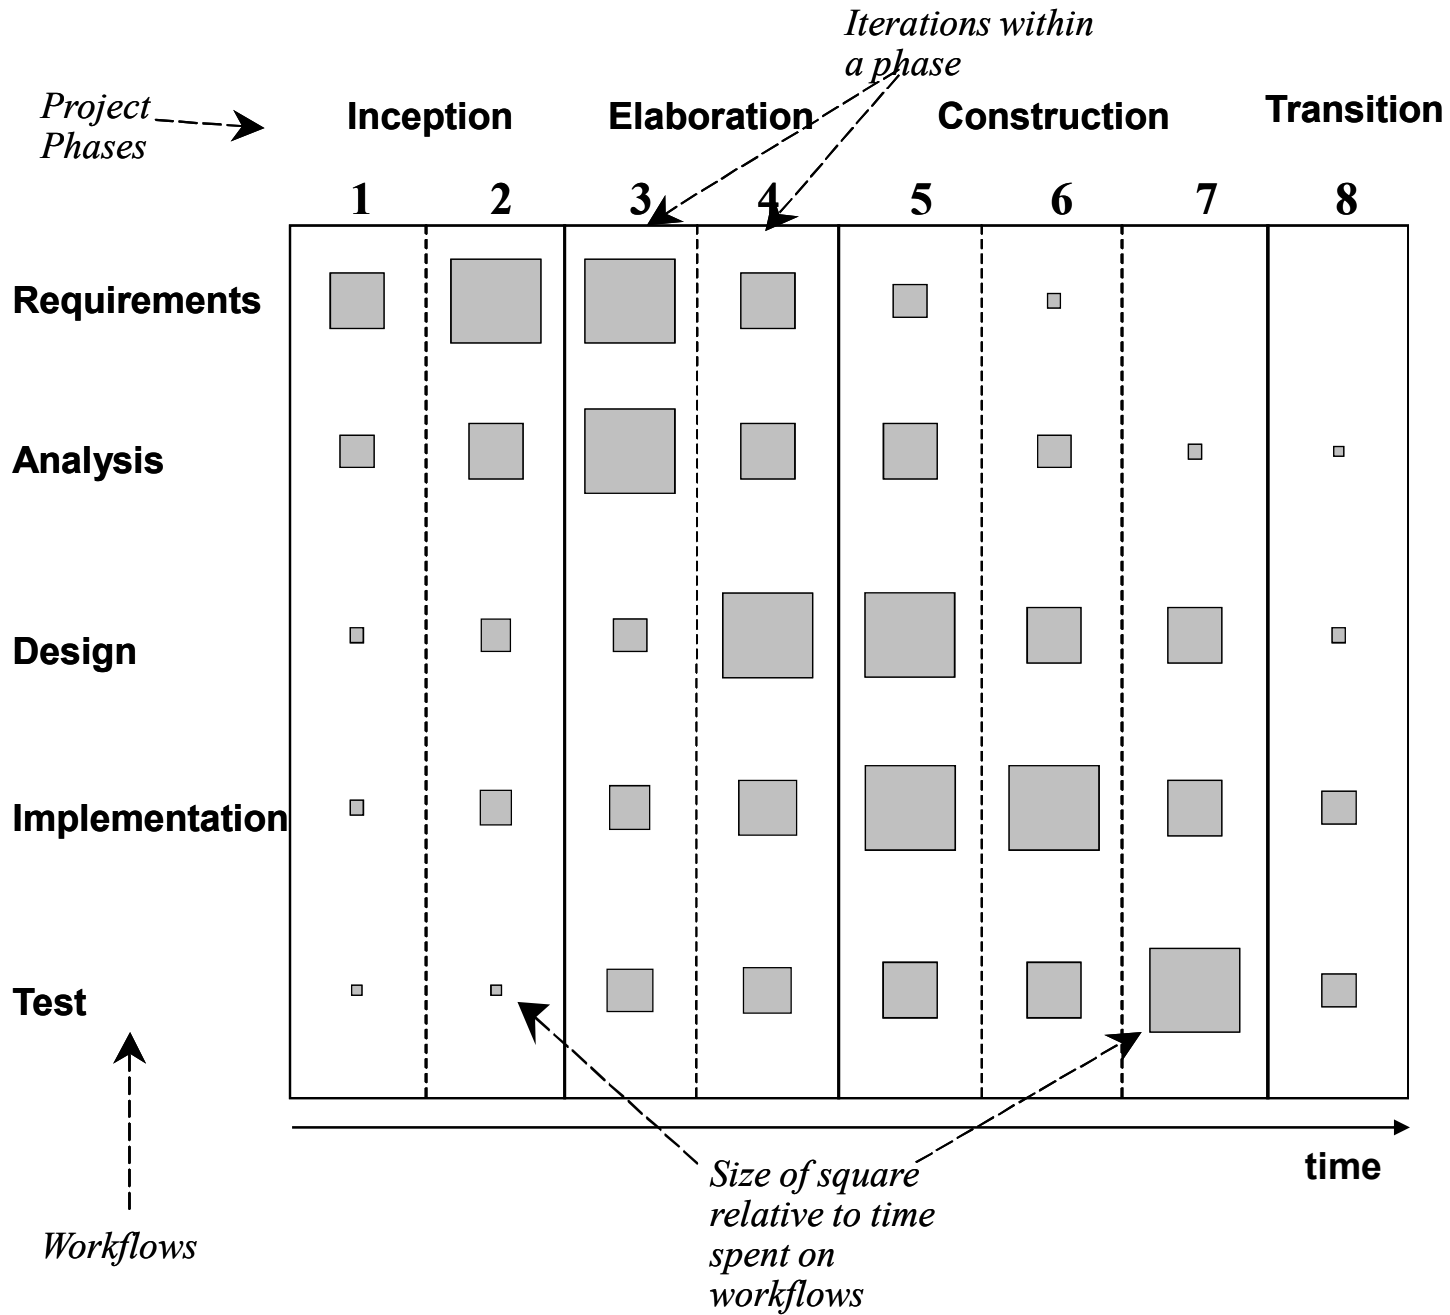 Iterations within
a phase
Project
Phases
Inception
Elaboration
Construction
Transition
1 2 3 4 5 6 7 8
Requirements
Analysis
Design
Implementation
Test
time
Size of square
relative to time
spent on
workflows
Workflows